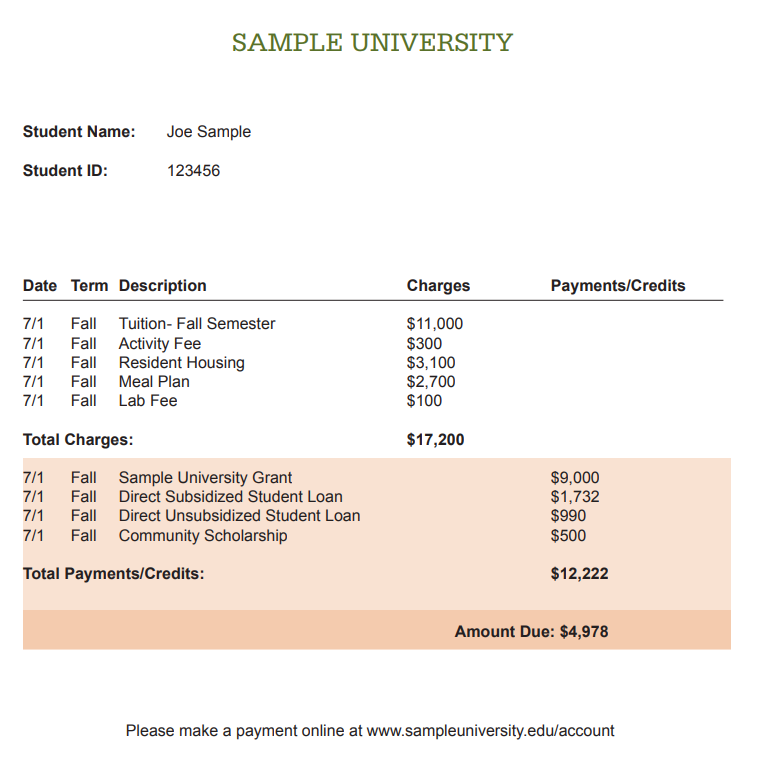 SAMPLE UNIVERSITY
Student Name: Joe Sample
Student ID: 123456
Date Term Description Charges Payments/Credits
7/1 Fall Tuition- Fall Semester $11,000
7/1 Fall Activity Fee $300
7/1 Fall Resident Housing $3,100
7/1 Fall Meal Plan $2,700
7/1 Fall Lab Fee $100
Total Charges: $17,200
7/1 Fall Sample University Grant $9,000
7/1 Fall Direct Subsidized Student Loan $1,732
7/1 Fall Direct Unsubsidized Student Loan $990
7/1 Fall Community Scholarship $500
Total Payments/Credits: $12,222
Amount Due: $4,978
Please make a payment online at www.sampleuniversity.edu/account